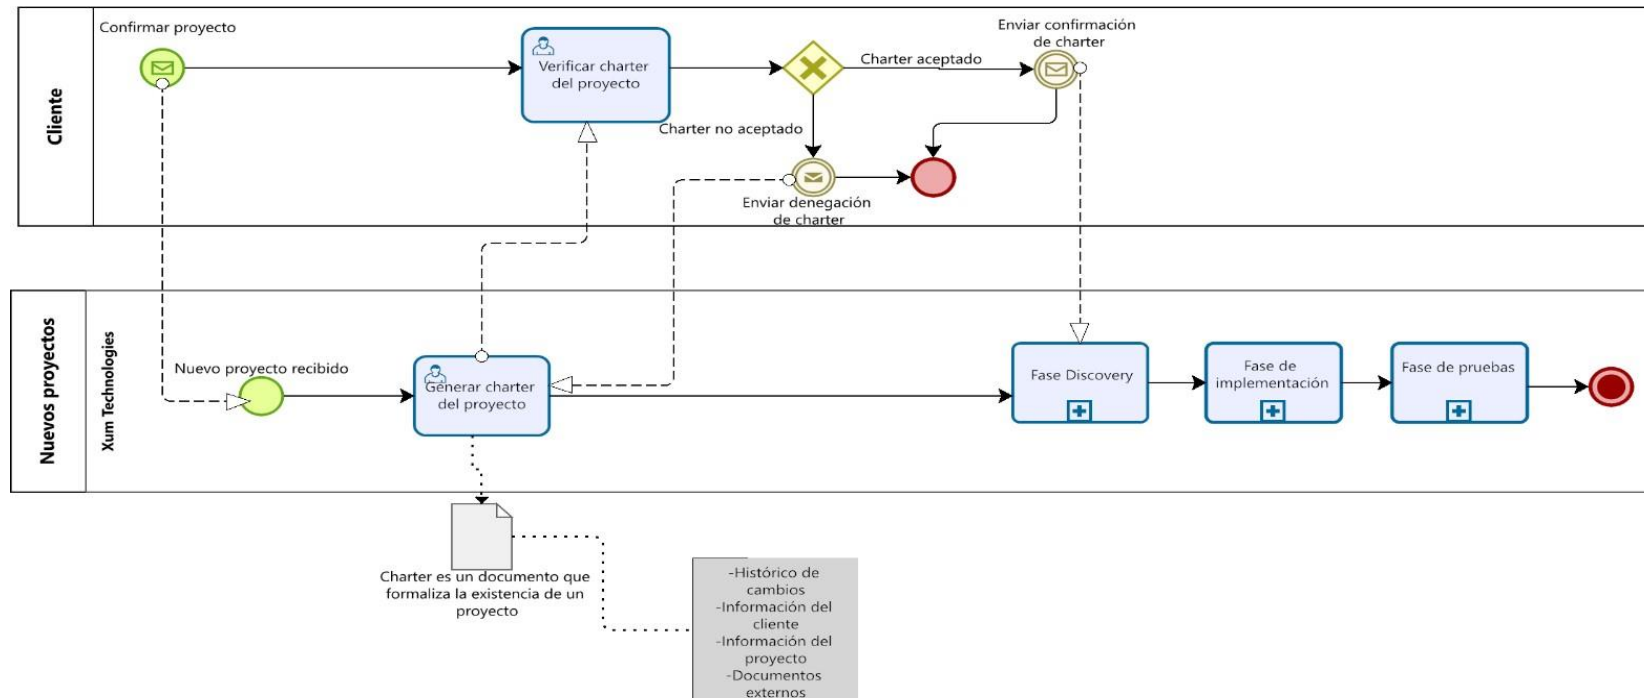 Cliente
Confirmar proyecto
Verificar charter
del proyecto
Charter aceptado
Enviar confirmación
de charter
Charter no aceptado
Enviar denegación
de charter
Nuevos proyectos
Xum Technologies
Nuevo proyecto recibido
Generar charter
del proyecto
Fase Discovery
Fase de
implementación
Fase de pruebas
Charter es un documento que
formaliza la existencia de un
proyecto
-Histórico de
cambios
-Información del
cliente
-Información del
proyecto
-Documentos
externos